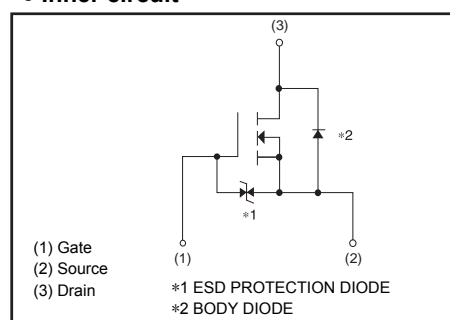 Inner circuit
(3)
*2
*1
(1)
(2)
(1) Gate
(2) Source
(3) Drain
*1 ESD PROTECTION DIODE
*2 BODY DIODE